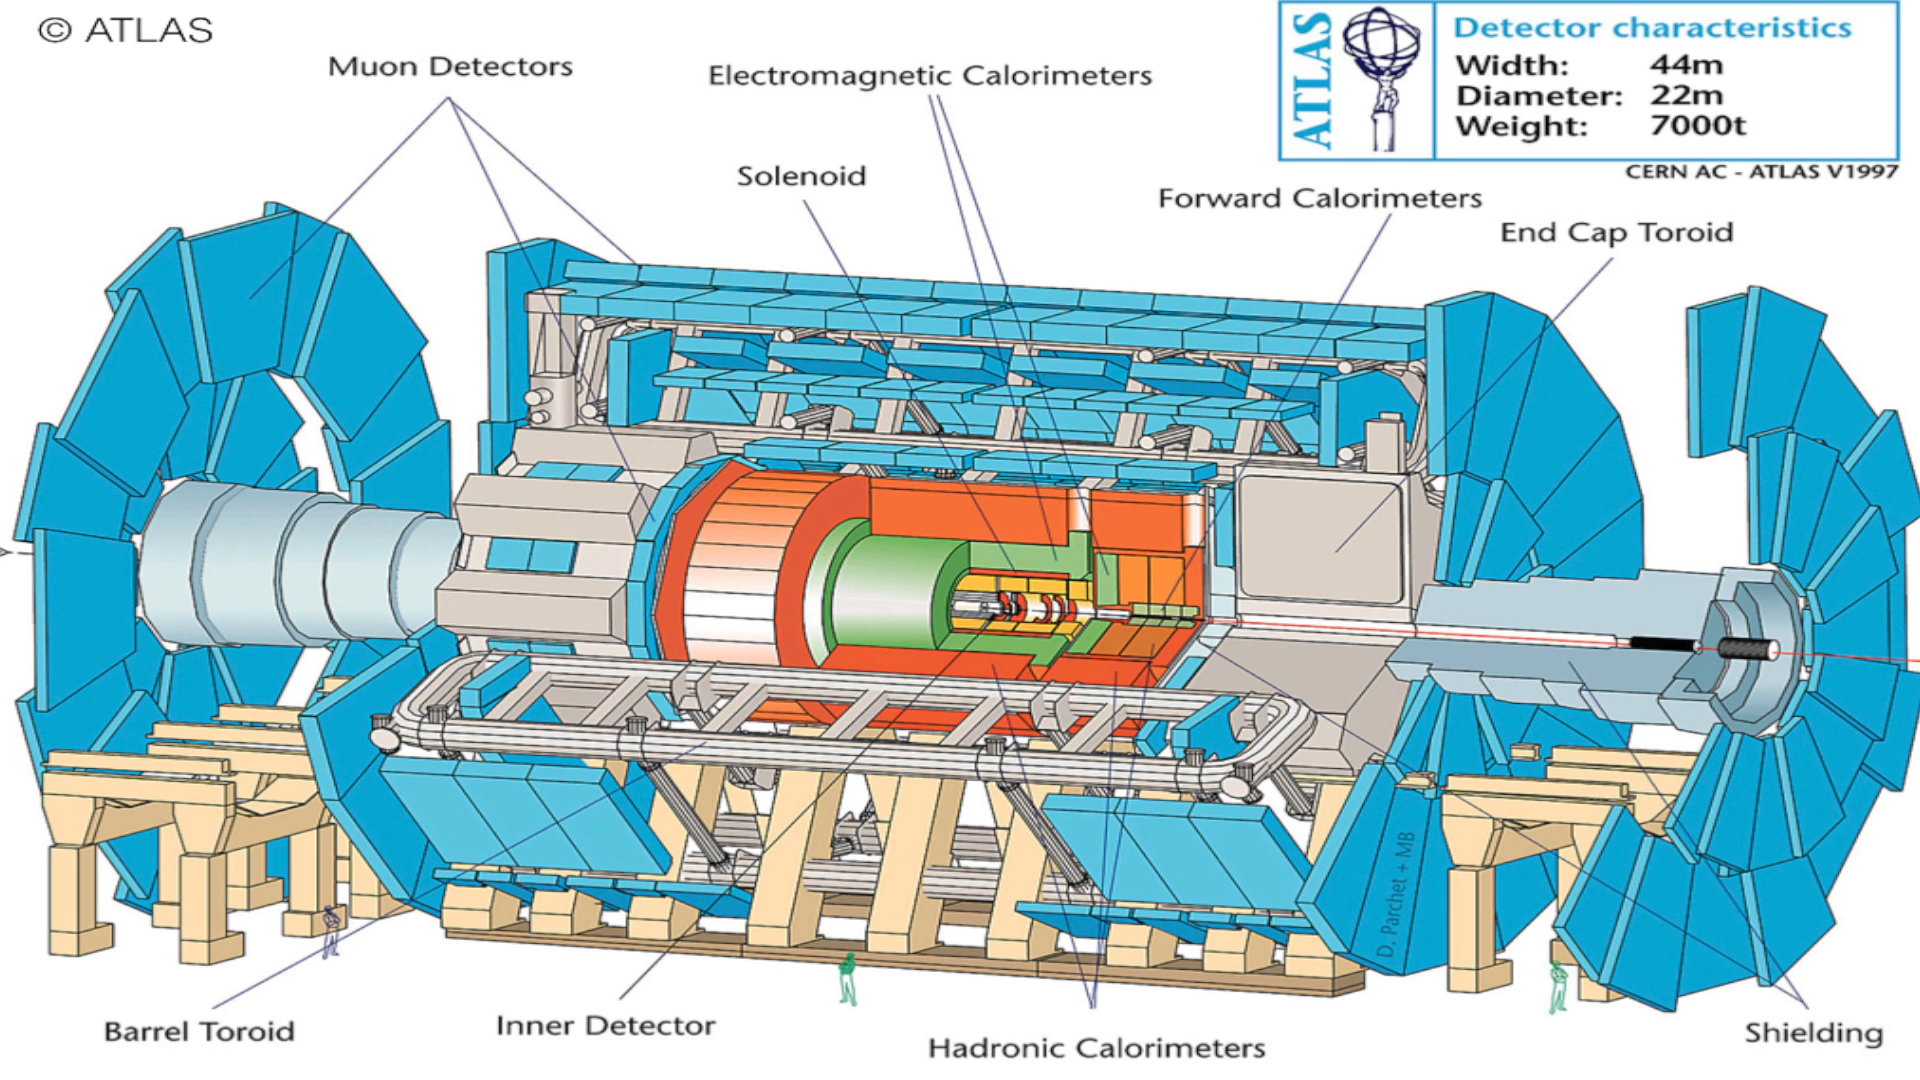 © ATLAS
Muon Detectors
Electromagnetic Calorimeters
Solenoid
Forward Calorimeters
End Cap Toroid
ATLAS
Detector characteristics
Width: 44m
Diameter: 22m
Weight: 7000t
CERN AC - ATLAS V1997
D. Parchet + MB
Barrel Toroid
Inner Detector
Hadronic Calorimeters
Shielding